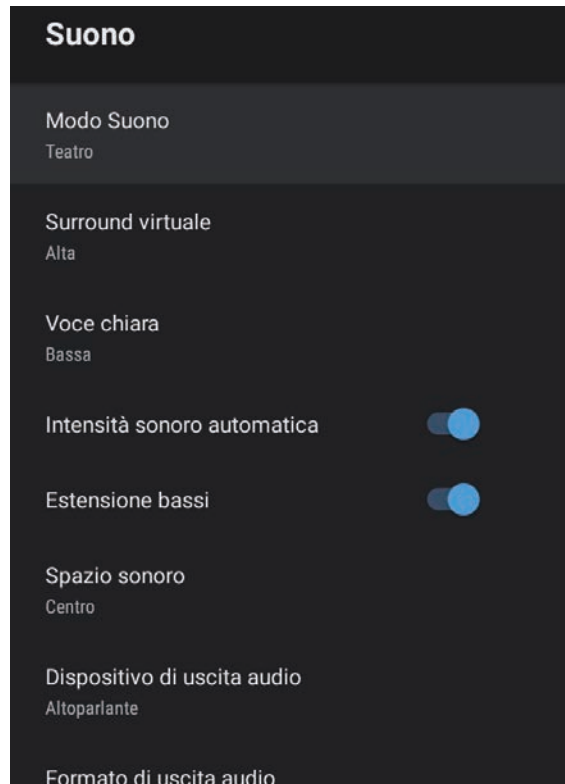 Suono
Modo Suono
Teatro
Surround virtuale
Alta
Voce chiara
Bassa
Intensità sonoro automatica
Estensione bassi
Spazio sonoro
Centro
Dispositivo di uscita audio
Altoparlante
Formato di uscita audio